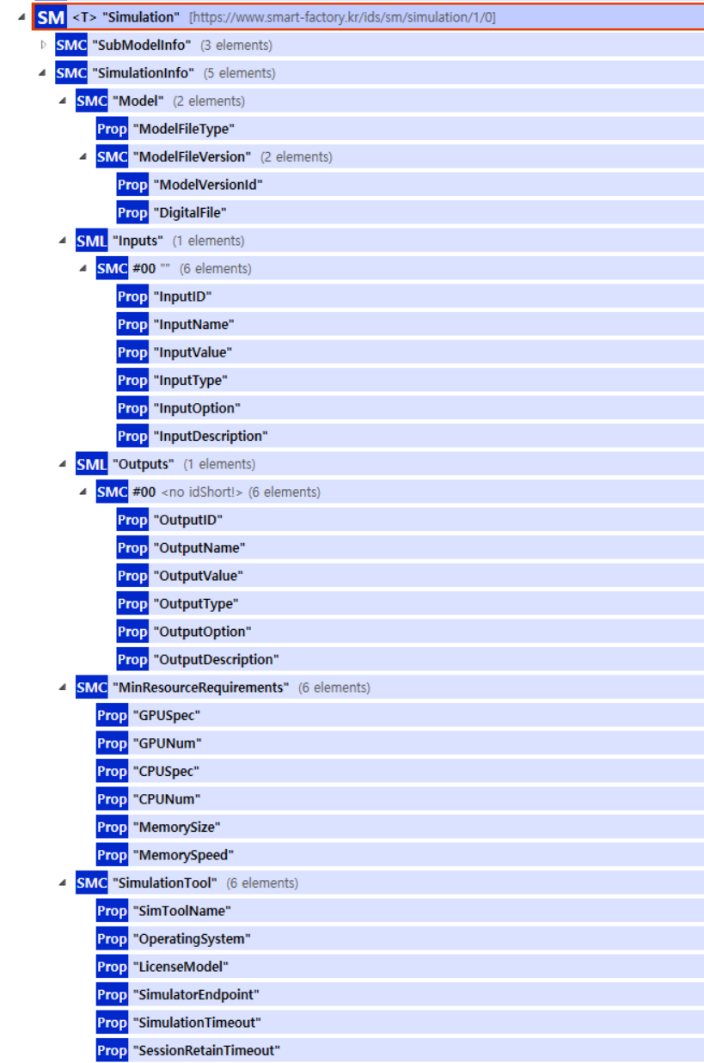 SM <T> "Simulation" [https://www.smart-factory.kr/ids/sm/simulation/1/0]
SMC "SubModelInfo" (3 elements)
SMC "SimulationInfo" (5 elements)
SMC "Model" (2 elements)
Prop "ModelFileType"
SMC "ModelFileVersion" (2 elements)
Prop "ModelVersionId"
Prop "DigitalFile"
SML "Inputs" (1 elements)
SMC #00 "" (6 elements)
Prop "InputID"
Prop "InputName"
Prop "InputValue"
Prop "InputType"
Prop "InputOption"
Prop "InputDescription"
SML "Outputs" (1 elements)
SMC #00 <no idShort!> (6 elements)
Prop "OutputID"
Prop "OutputName"
Prop "OutputValue"
Prop "OutputType"
Prop "OutputOption"
Prop "OutputDescription"
SMC "MinResourceRequirements" (6 elements)
Prop "GPUSpec"
Prop "GPUNum"
Prop "CPUSpec"
Prop "CPUNum"
Prop "MemorySize"
Prop "MemorySpeed"
SMC "SimulationTool" (6 elements)
Prop "SimToolName"
Prop "OperatingSystem"
Prop "LicenseModel"
Prop "SimulatorEndpoint"
Prop "SimulationTimeout"
Prop "SessionRetainTimeout"